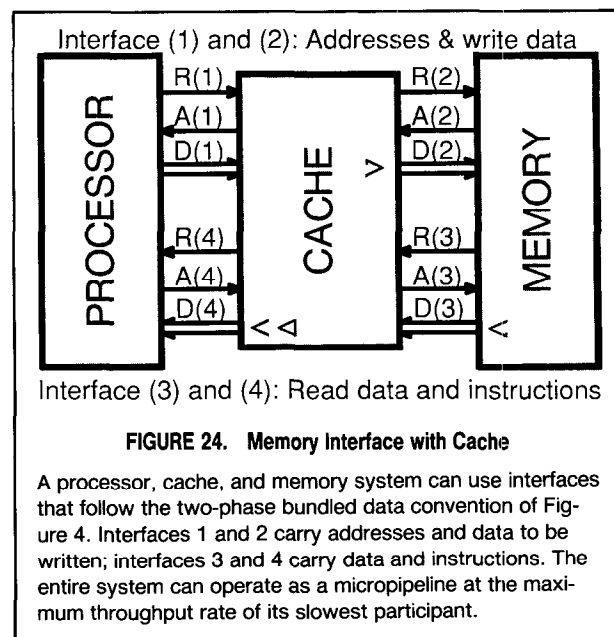 Interface (1) and (2): Addresses & write data
PROCESSOR
R(1)
A(1)
D(1)
R(4)
A(4)
D(4)
CACHE
R(2)
A(2)
D(2)
R(3)
A(3)
D(3)
MEMORY
Interface (3) and (4): Read data and instructions
FIGURE 24. Memory Interface with Cache
A processor, cache, and memory system can use interfaces
that follow the two-phase bundled data convention of Fig-
ure 4. Interfaces 1 and 2 carry addresses and data to be
written; interfaces 3 and 4 carry data and instructions. The
entire system can operate as a micropipeline at the maxi-
mum throughput rate of its slowest participant.